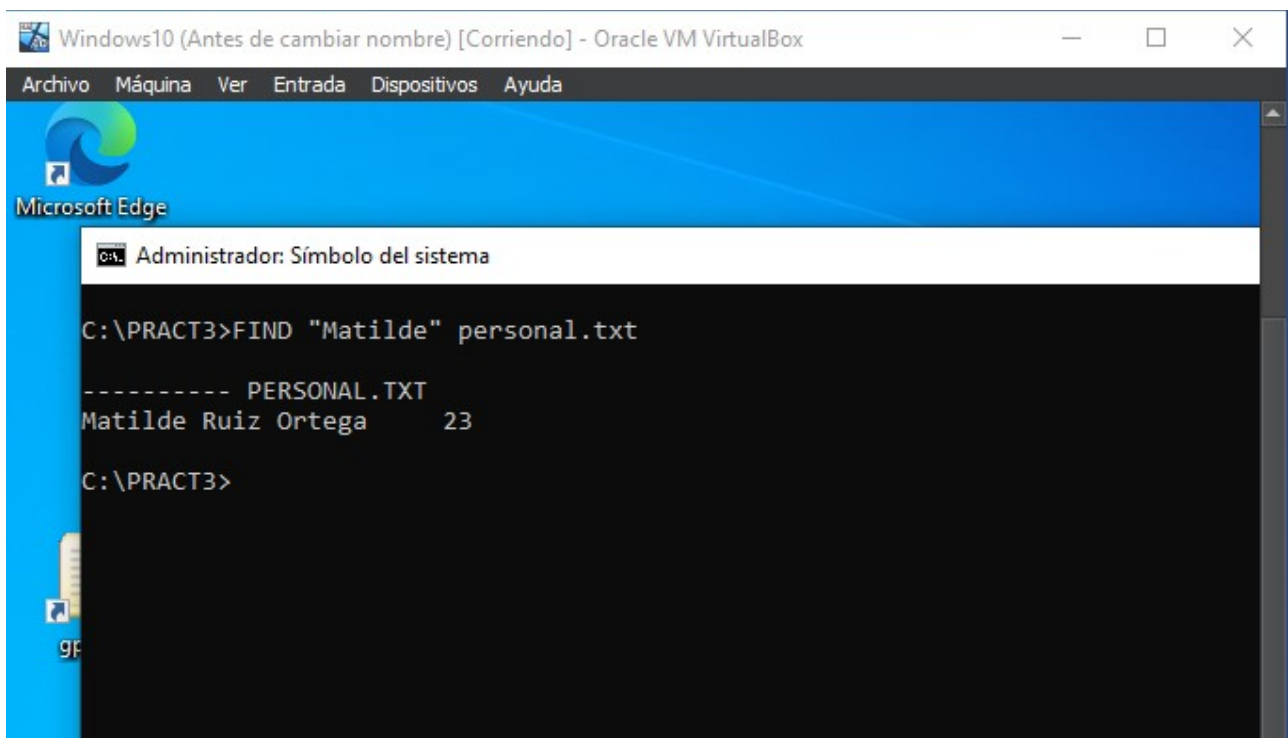 Windows10 (Antes de cambiar nombre) [Corriendo] - Oracle VM VirtualBox
Archivo Máquina Ver Entrada Dispositivos Ayuda
Microsoft Edge
Administrador: Símbolo del sistema
C:\PRACT3>FIND "Matilde" personal.txt
---------- PERSONAL.TXT
Matilde Ruiz Ortega 23
C:\PRACT3>